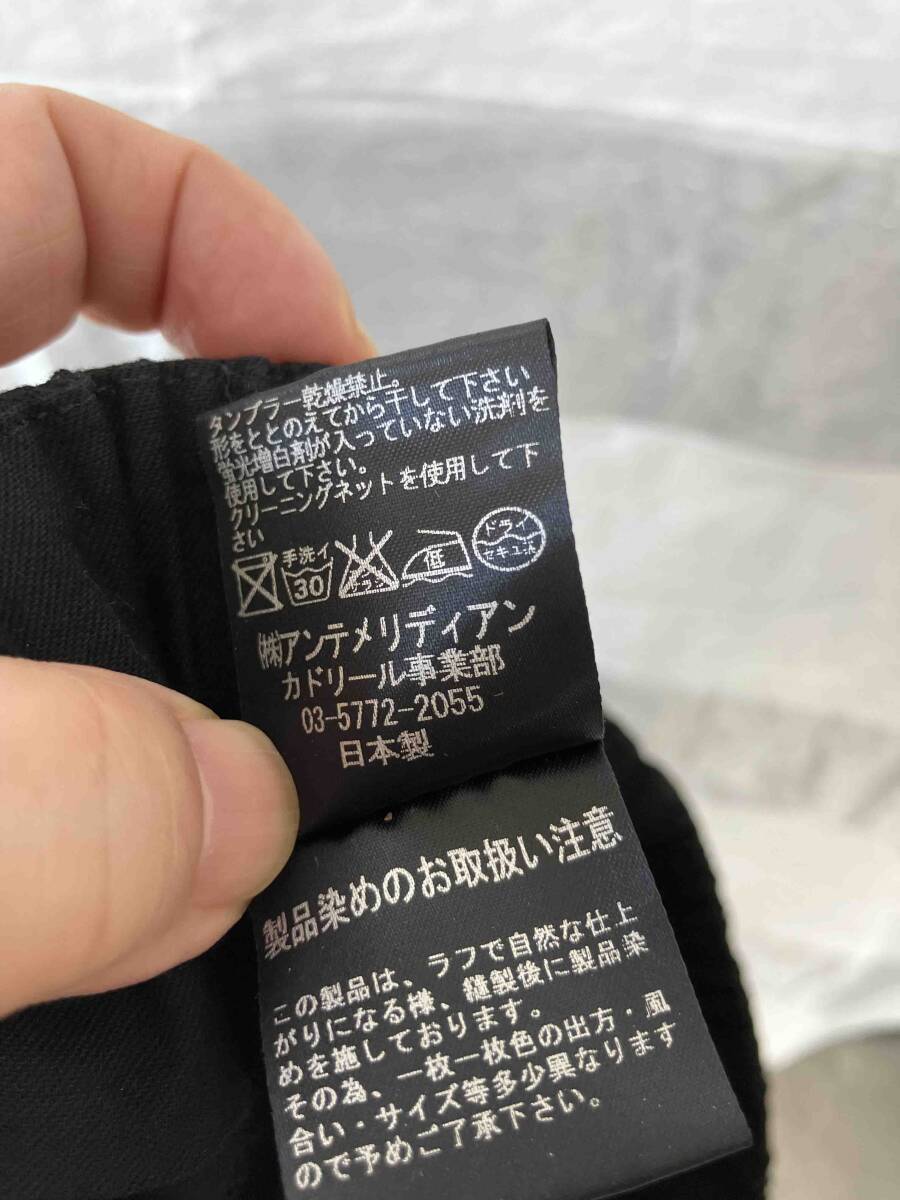 タンブラー乾燥禁止。
形をととのえてから干して下さい
蛍光増白剤が入っていない洗剤を
使用して下さい。
クリーニングネットを使用して下
さい
手洗イ
30
エンソサラシ
低
ドライ
セキユ系
㈱アンテメリディアン
カドリール事業部
03-5772-2055
日本製
製品染めのお取扱い注意
この製品は、ラフで自然な仕上
がりになる様、縫製後に製品染
めを施しております。
その為、一枚一枚色の出方・風
合い・サイズ等多少異なります
ので予めご了承下さい。